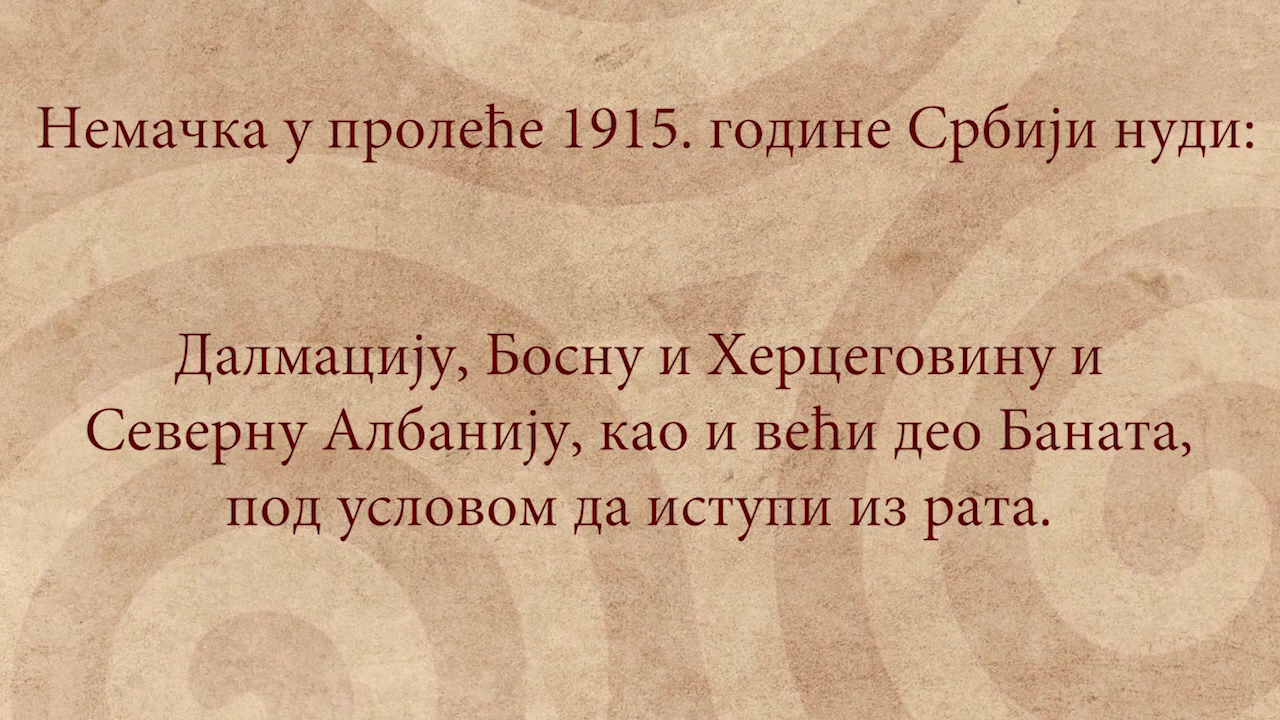 Немачка у пролеће 1915. године Србији нуди:
Далмацију, Босну и Херцеговину и
Северну Албанију, као и већи део Баната,
под условом да иступи из рата.